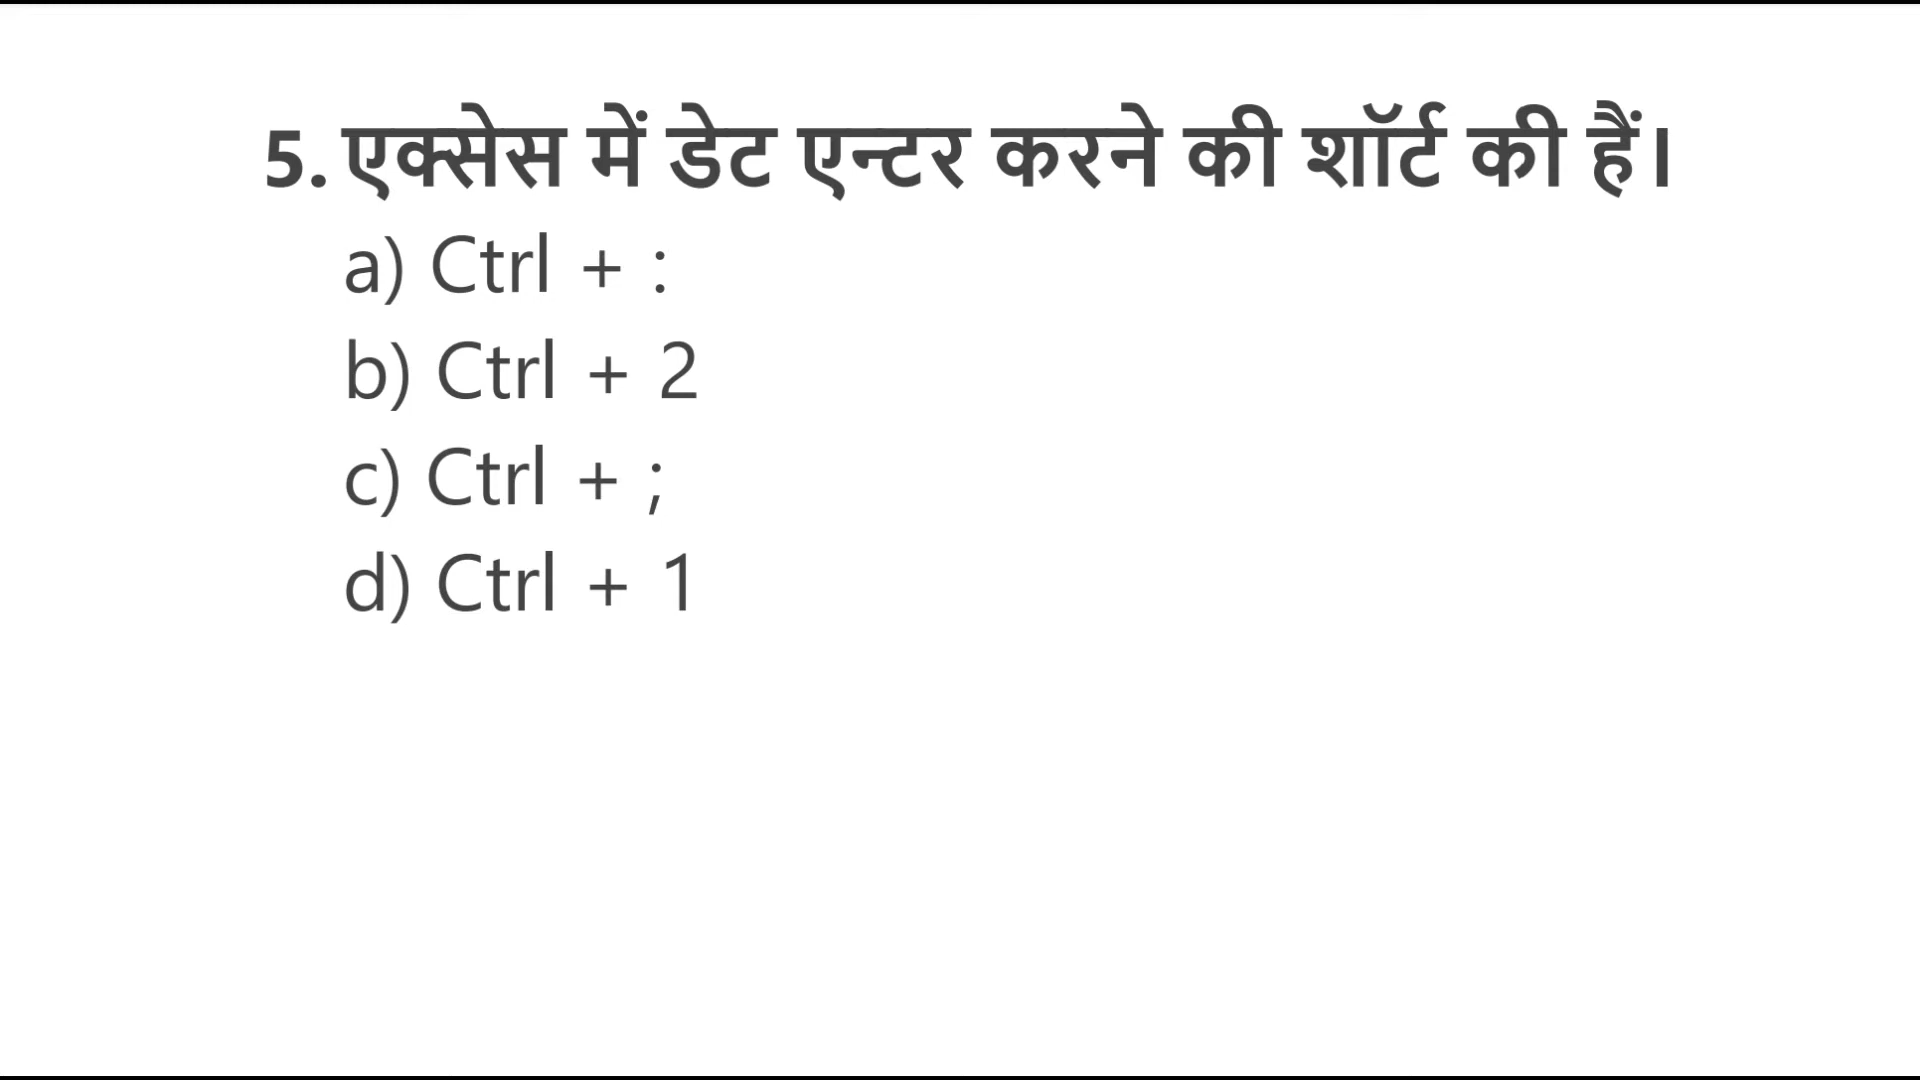 5. एक्सेस में डेट एन्टर करने की शॉर्ट की हैं।
a) Ctrl + :
b) Ctrl + 2
c) Ctrl + ;
d) Ctrl + 1